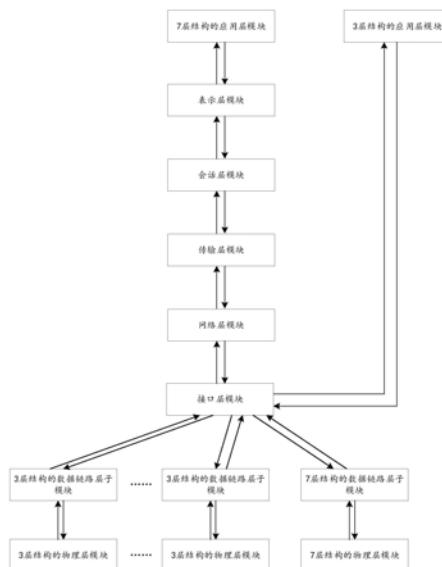 7层结构的应用层模块
3层结构的应用层模块
表示层模块
会话层模块
传输层模块
网络层模块
接口层模块
3层结构的数据链路层子
模块
......
3层结构的数据链路层子
模块
7层结构的数据链路层子
模块
3层结构的物理层模块
......
3层结构的物理层模块
7层结构的物理层模块